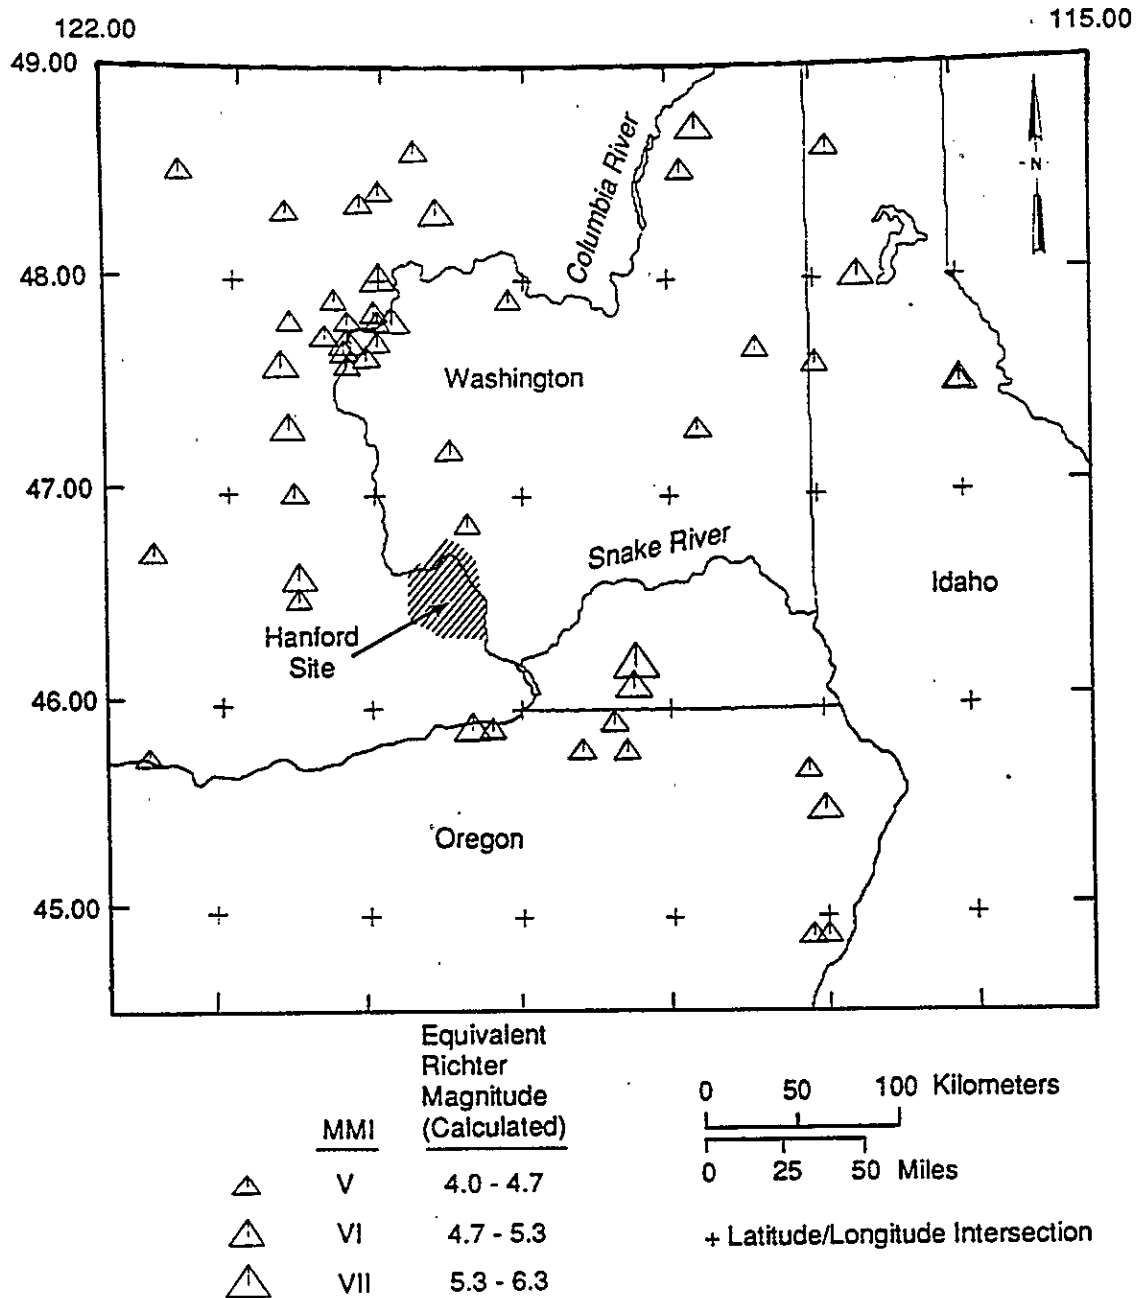 122.00
115.00
49.00
Columbia River
N
48.00
Washington
47.00
Snake River
Idaho
Hanford
Site
46.00
Oregon
45.00
Equivalent
Richter
Magnitude
MMI (Calculated)
V 4.0 - 4.7
VI 4.7 - 5.3
VII 5.3 - 6.3
0 50 100 Kilometers
0 25 50 Miles
+ Latitude/Longitude Intersection